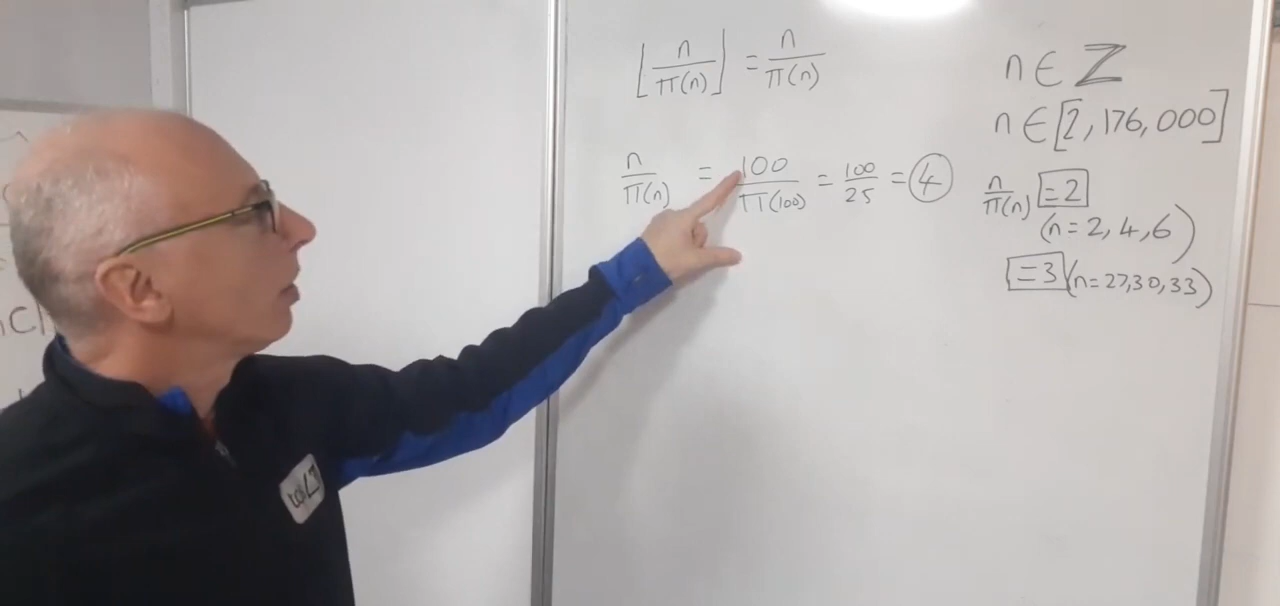 ⌊n/π(n)⌋ = n/π(n)
n/π(n) = 100/π(100) = 100/25 = 4
n ∈ ℤ
n ∈ [2, 176,000]
n/π(n) = 2
(n = 2, 4, 6)
= 3 (n = 27, 30, 33)